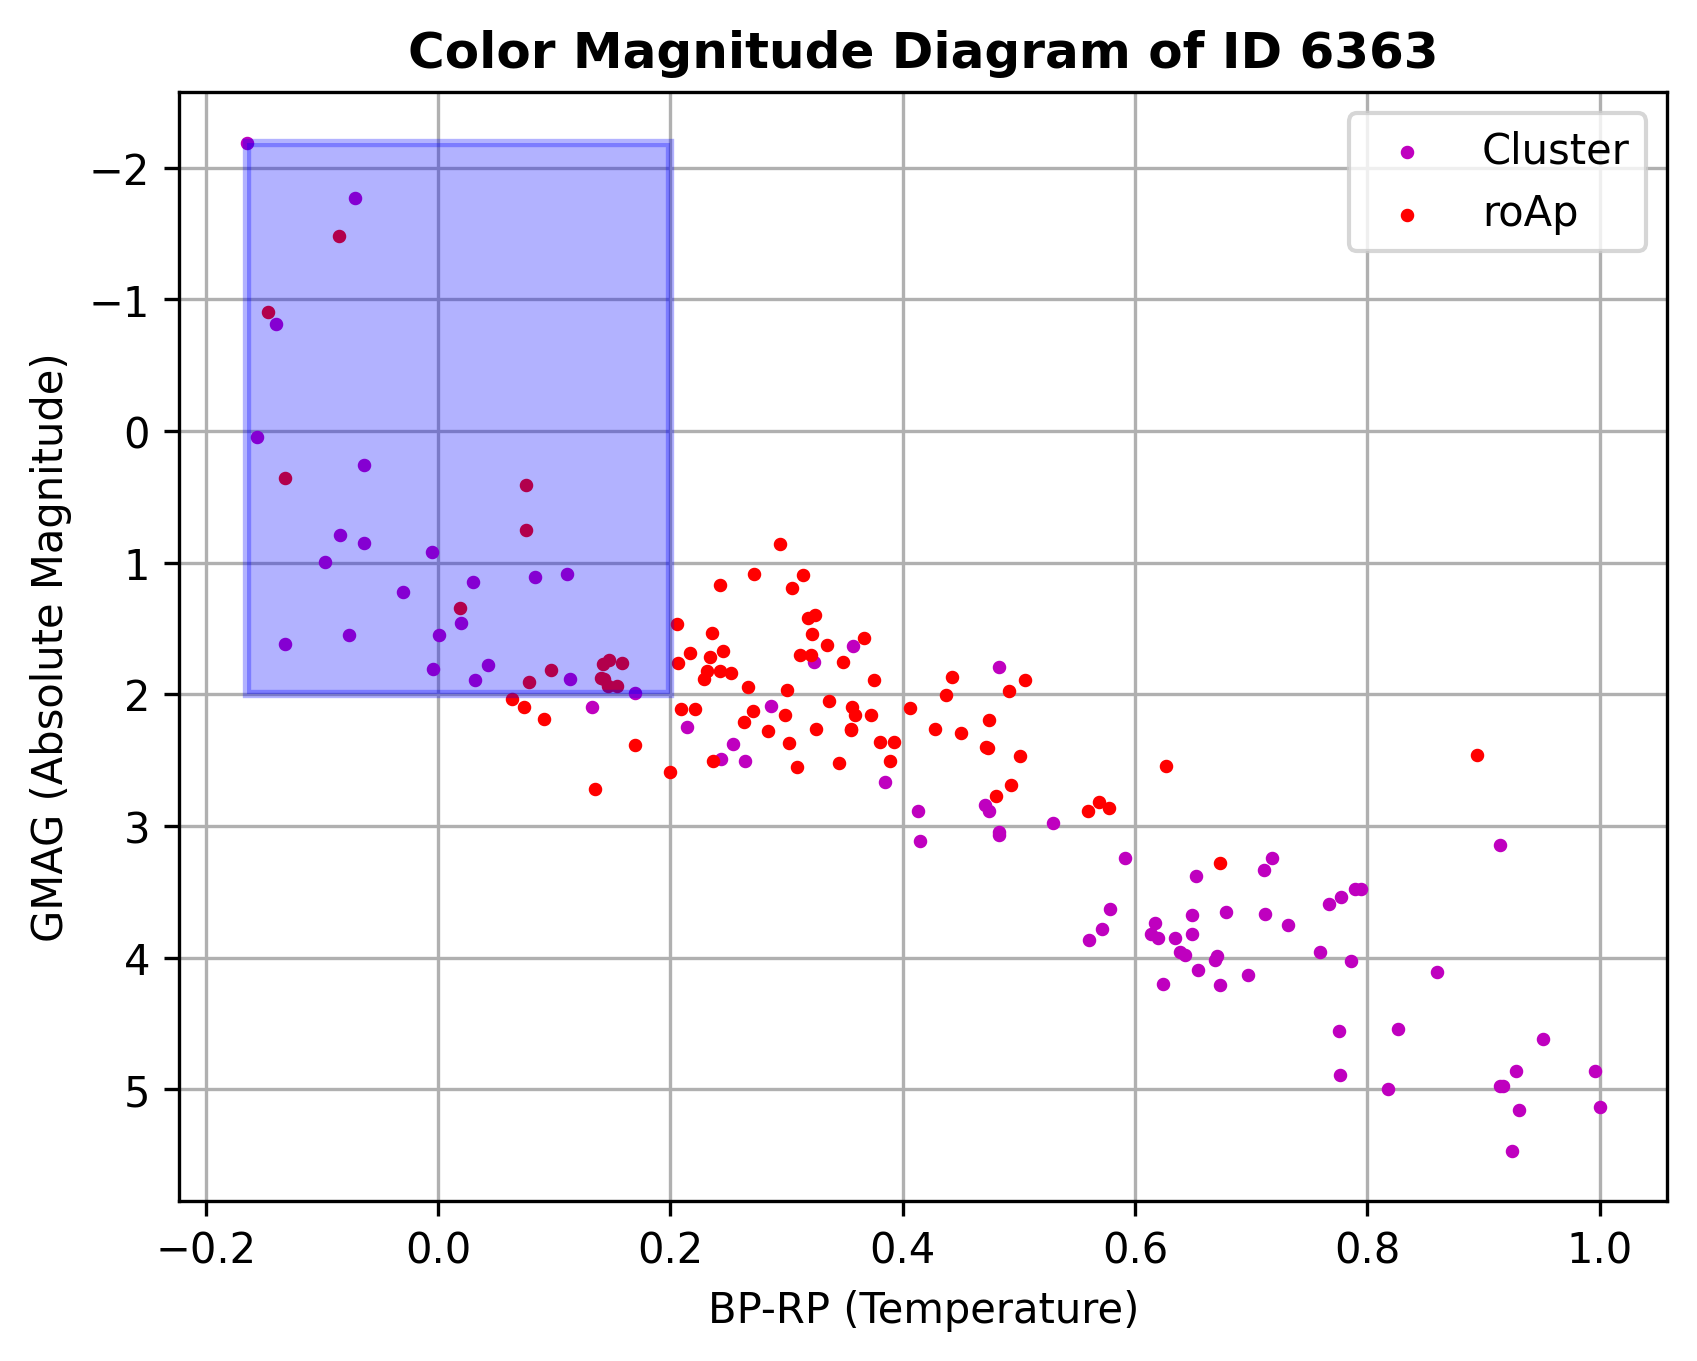 Color Magnitude Diagram of ID 6363
Cluster
roAp
−2
−1
0
1
2
3
4
5
GMAG (Absolute Magnitude)
−0.2 0.0 0.2 0.4 0.6 0.8 1.0
BP-RP (Temperature)